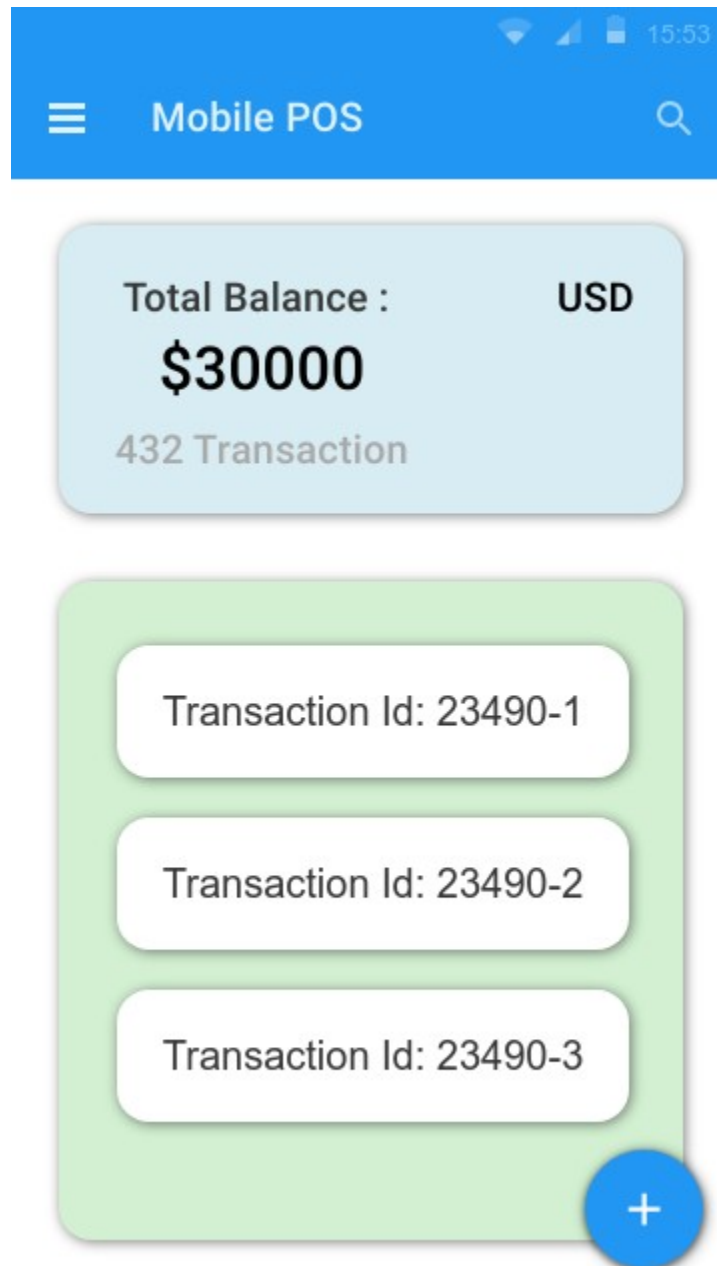 15:53
Mobile POS
Total Balance : USD
$30000
432 Transaction
Transaction Id: 23490-1
Transaction Id: 23490-2
Transaction Id: 23490-3
+